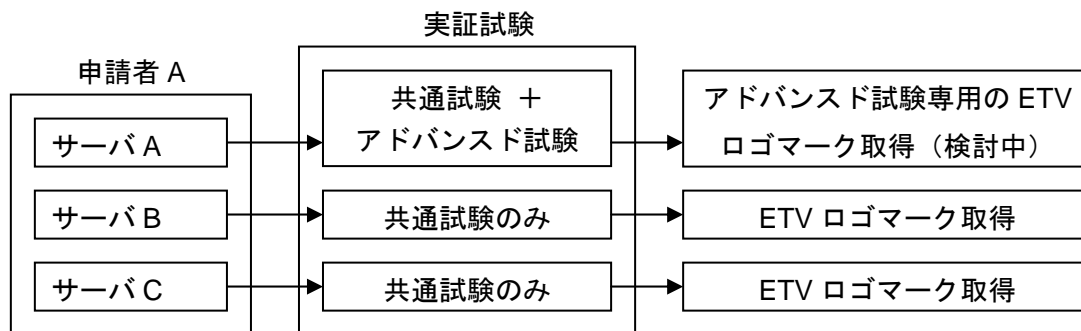 実証試験
申請者 A
サーバ A
共通試験 ＋
アドバンスド試験
アドバンスド試験専用の ETV
ロゴマーク取得（検討中）
サーバ B
共通試験のみ
ETV ロゴマーク取得
サーバ C
共通試験のみ
ETV ロゴマーク取得